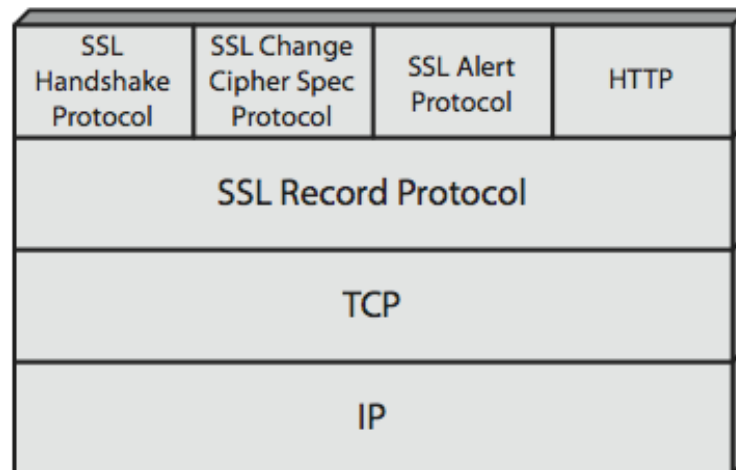 SSL
Handshake
Protocol
SSL Change
Cipher Spec
Protocol
SSL Alert
Protocol
HTTP
SSL Record Protocol
TCP
IP